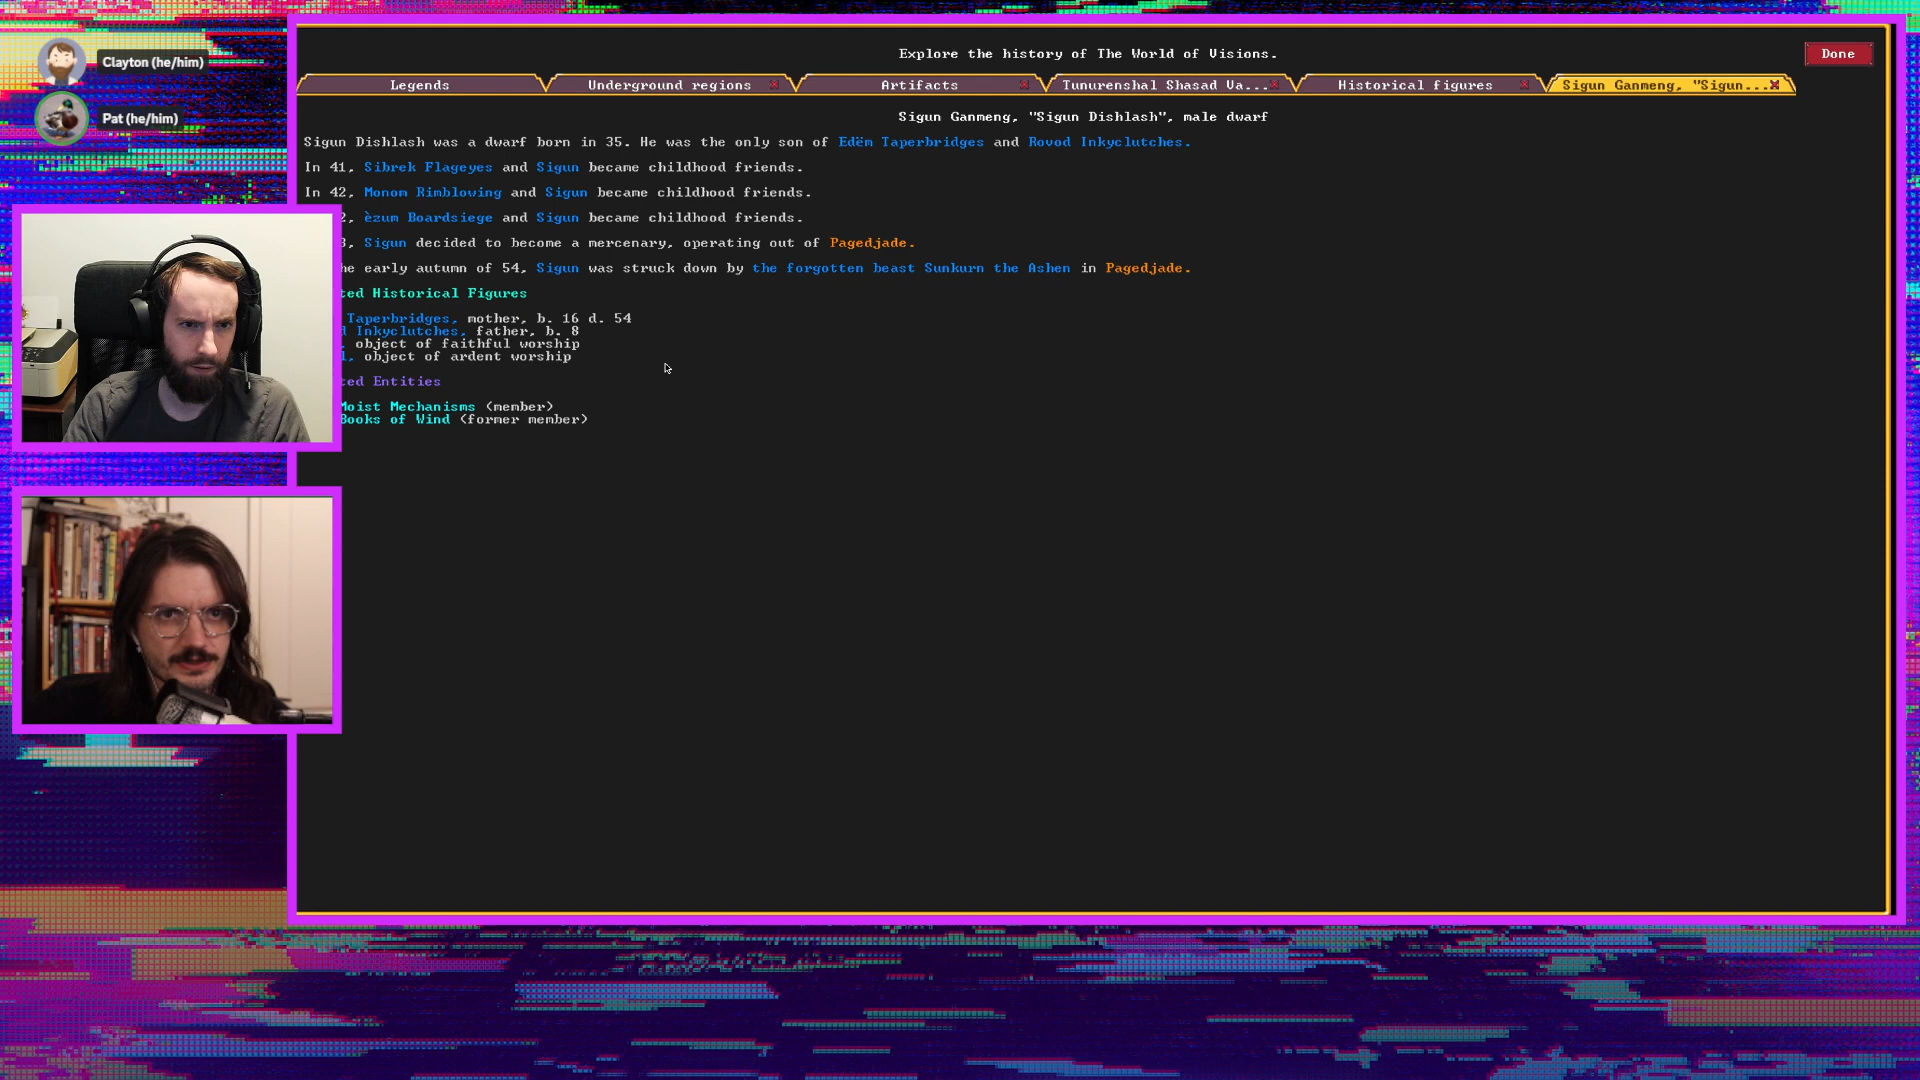 Clayton (he/him)
Pat (he/him)
Explore the history of The World of Visions.
Done
Legends
Underground regions
Artifacts
Tunurenshal Shasad Va...
Historical figures
Sigun Ganmeng, "Sigun...
Sigun Ganmeng, "Sigun Dishlash", male dwarf
Sigun Dishlash was a dwarf born in 35. He was the only son of Edëm Taperbridges and Rovod Inkyclutches.
In 41, Sibrek Flageyes and Sigun became childhood friends.
In 42, Monom Rimblowing and Sigun became childhood friends.
2, èzum Boardsiege and Sigun became childhood friends.
3, Sigun decided to become a mercenary, operating out of Pagedjade.
he early autumn of 54, Sigun was struck down by the forgotten beast Sunkurn the Ashen in Pagedjade.
ted Historical Figures
Taperbridges, mother, b. 16 d. 54
d Inkyclutches, father, b. 8
, object of faithful worship
l, object of ardent worship
ted Entities
Moist Mechanisms (member)
Books of Wind (former member)